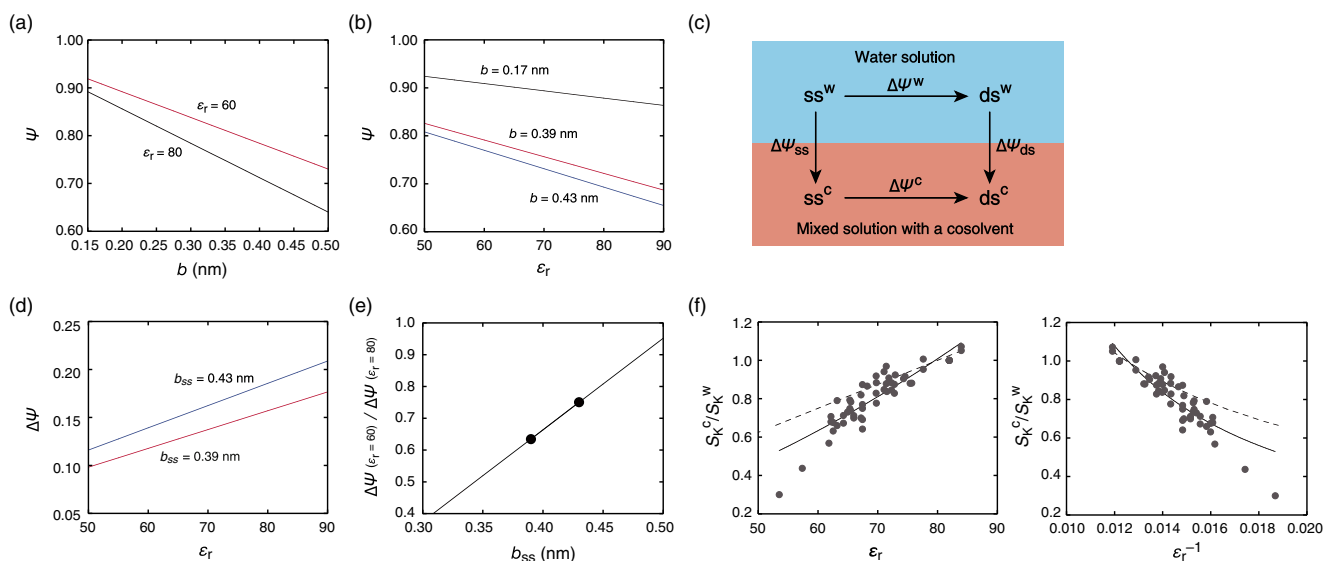 (a)
1.00
0.90
0.80
0.70
0.60
Ψ
εr = 60
εr = 80
0.15 0.20 0.25 0.30 0.35 0.40 0.45 0.50
b (nm)
(b)
1.00
0.90
0.80
0.70
0.60
Ψ
b = 0.17 nm
b = 0.39 nm
b = 0.43 nm
50 60 70 80 90
εr
(c)
Water solution
ssᵂ ΔΨᵂ dsᵂ
ΔΨss ΔΨds
ssᶜ ΔΨᶜ dsᶜ
Mixed solution with a cosolvent
(d)
0.25
0.20
0.15
0.10
0.05
ΔΨ
bss = 0.43 nm
bss = 0.39 nm
50 60 70 80 90
εr
(e)
1.0
0.9
0.8
0.7
0.6
0.5
0.4
ΔΨ (εr = 60) / ΔΨ (εr = 80)
0.30 0.40 0.50
bss (nm)
(f)
1.2
1.0
0.8
0.6
0.4
0.2
SKᶜ/SKᵂ
50 60 70 80 90
εr
1.2
1.0
0.8
0.6
0.4
0.2
SKᶜ/SKᵂ
0.010 0.012 0.014 0.016 0.018 0.020
εr⁻¹